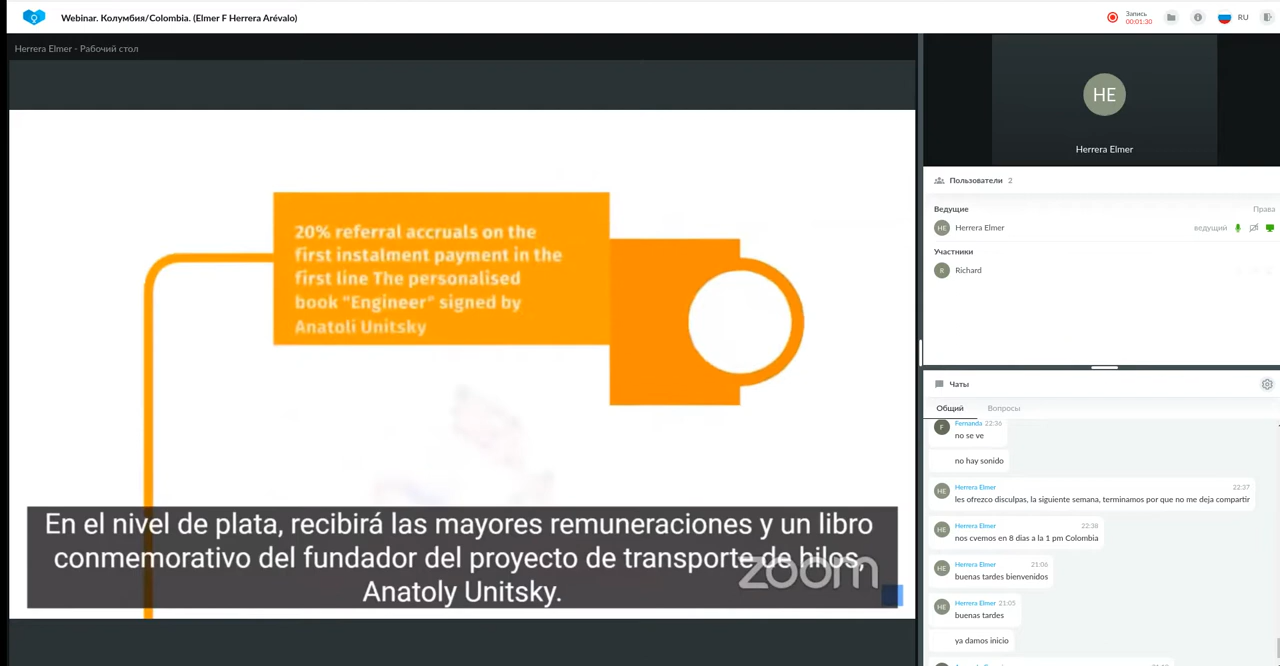 Webinar. Колумбия/Colombia. (Elmer F Herrera Arévalo)
Запись
00:01:30
RU
Herrera Elmer - Рабочий стол
20% referral accruals on the
first instalment payment in the
first line The personalised
book "Engineer" signed by
Anatoli Unitsky
En el nivel de plata, recibirá las mayores remuneraciones y un libro
conmemorativo del fundador del proyecto de transporte de hilos,
Anatoly Unitsky.
zoom
HE
Herrera Elmer
Пользователи 2
Ведущие Права
HE Herrera Elmer ведущий
Участники
R Richard
Чаты
Общий Вопросы
F Fernanda 22:36
no se ve
no hay sonido
HE Herrera Elmer 22:37
les ofrezco disculpas, la siguiente semana, terminamos por que no me deja compartir
HE Herrera Elmer 22:38
nos cvemos en 8 dias a la 1 pm Colombia
HE Herrera Elmer 21:06
buenas tardes bienvenidos
HE Herrera Elmer 21:05
buenas tardes
ya damos inicio